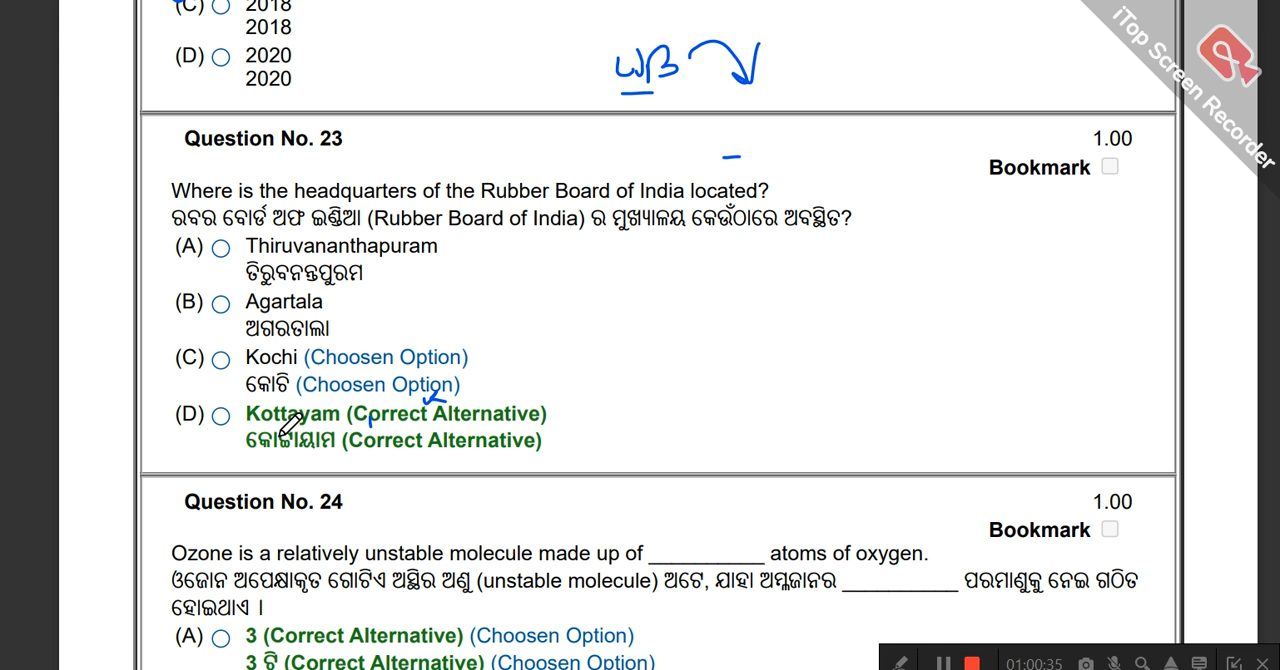 (C) 2018
2018
(D) 2020
2020
WB
iTop Screen Recorder
Question No. 23 1.00
Bookmark
Where is the headquarters of the Rubber Board of India located?
ରବର ବୋର୍ଡ ଅଫ ଇଣ୍ଡିଆ (Rubber Board of India) ର ମୁଖ୍ୟାଳୟ କେଉଁଠାରେ ଅବସ୍ଥିତ?
(A) Thiruvananthapuram
ତିରୁବନନ୍ତପୁରମ
(B) Agartala
ଅଗରତାଲା
(C) Kochi (Choosen Option)
କୋଚି (Choosen Option)
(D) Kottayam (Correct Alternative)
କୋଟ୍ଟାୟାମ (Correct Alternative)
Question No. 24 1.00
Bookmark
Ozone is a relatively unstable molecule made up of __________ atoms of oxygen.
ଓଜୋନ ଅପେକ୍ଷାକୃତ ଗୋଟିଏ ଅସ୍ଥିର ଅଣୁ (unstable molecule) ଅଟେ, ଯାହା ଅମ୍ଳଜାନର __________ ପରମାଣୁକୁ ନେଇ ଗଠିତ
ହୋଇଥାଏ ।
(A) 3 (Correct Alternative) (Choosen Option)
3 ଟି (Correct Alternative) (Choosen Option)
01:00:35